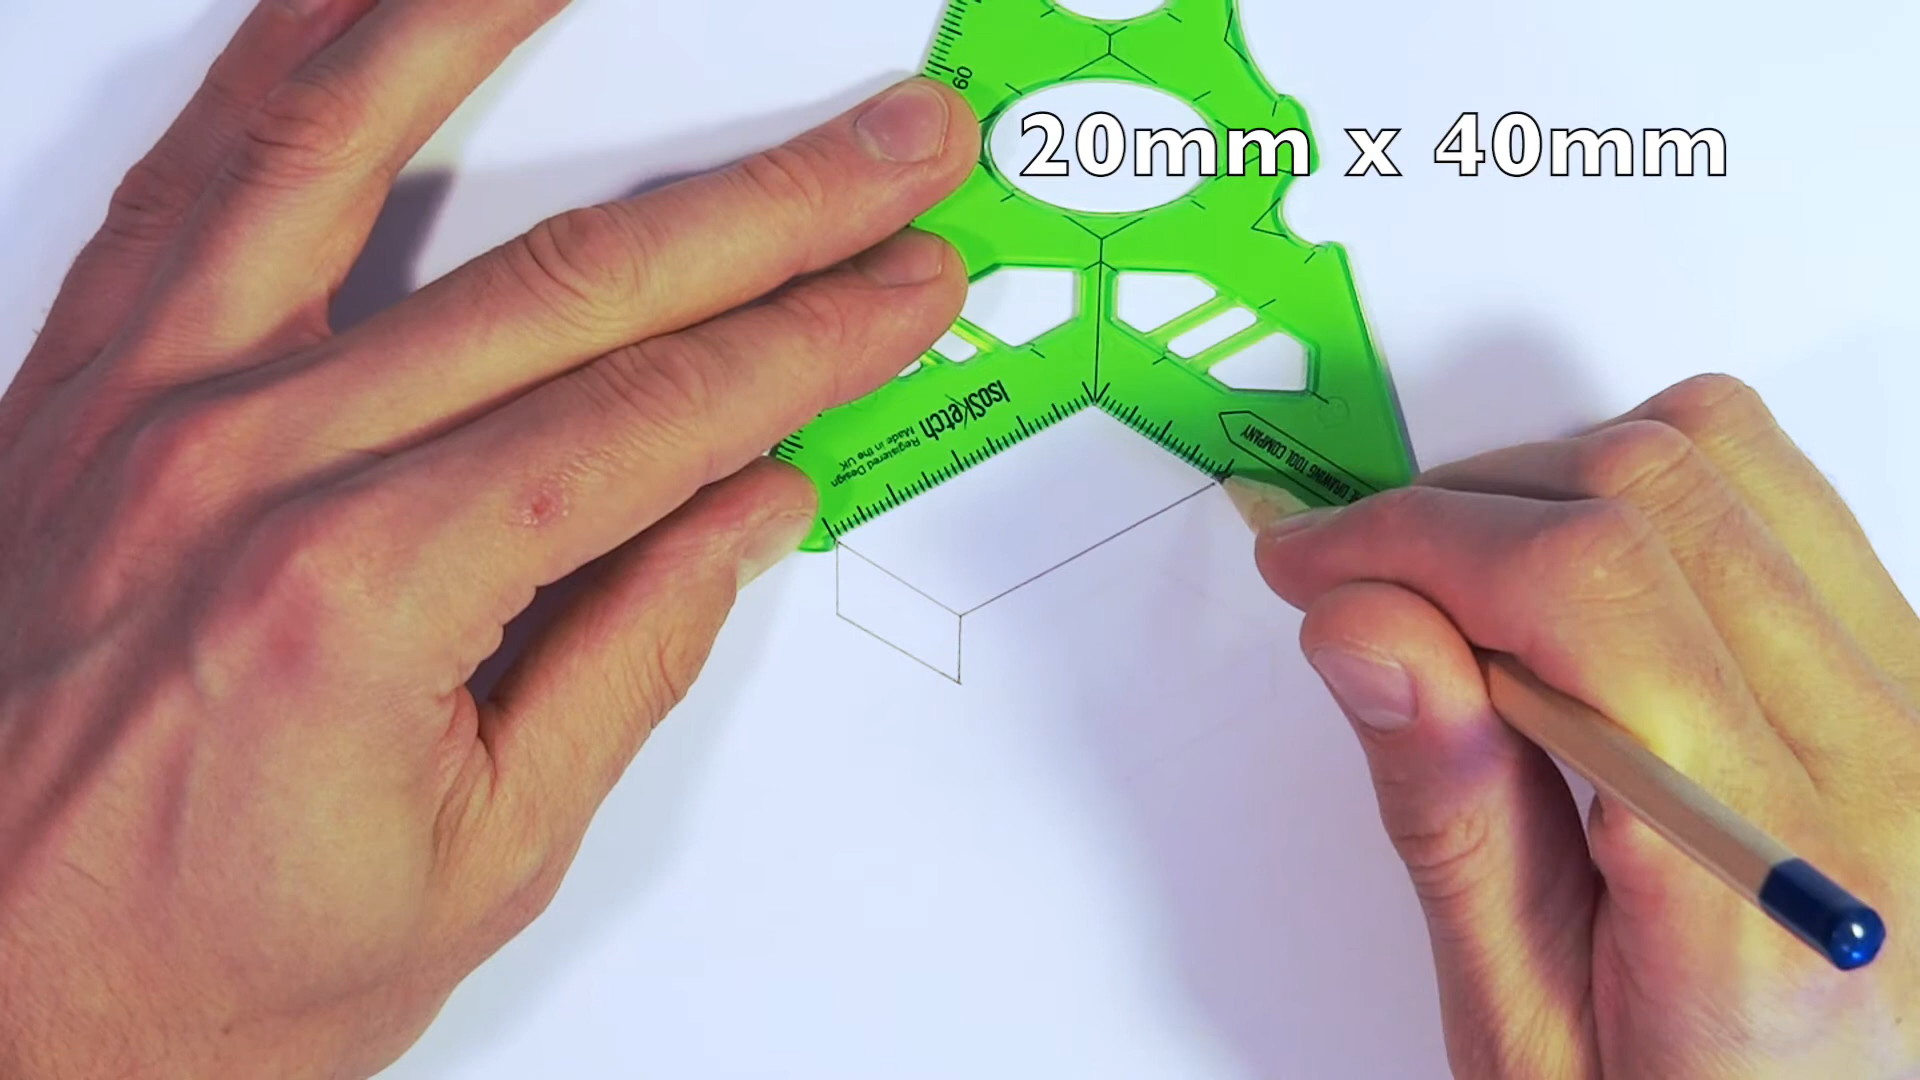 60
20mm x 40mm
IsoSketch
Registered Design
Made in the UK
E DRAWING TOOL COMPANY